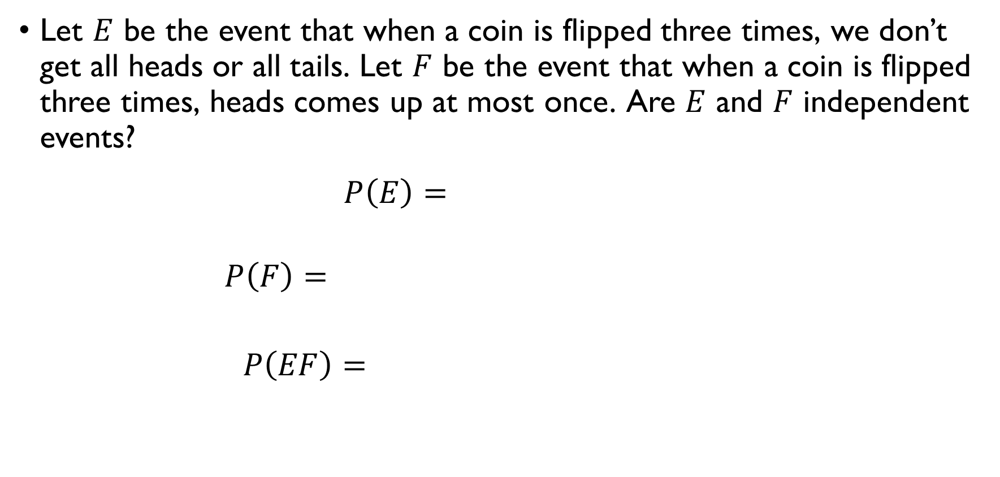 • Let E be the event that when a coin is flipped three times, we don’t
get all heads or all tails. Let F be the event that when a coin is flipped
three times, heads comes up at most once. Are E and F independent
events?
P(E) =
P(F) =
P(EF) =